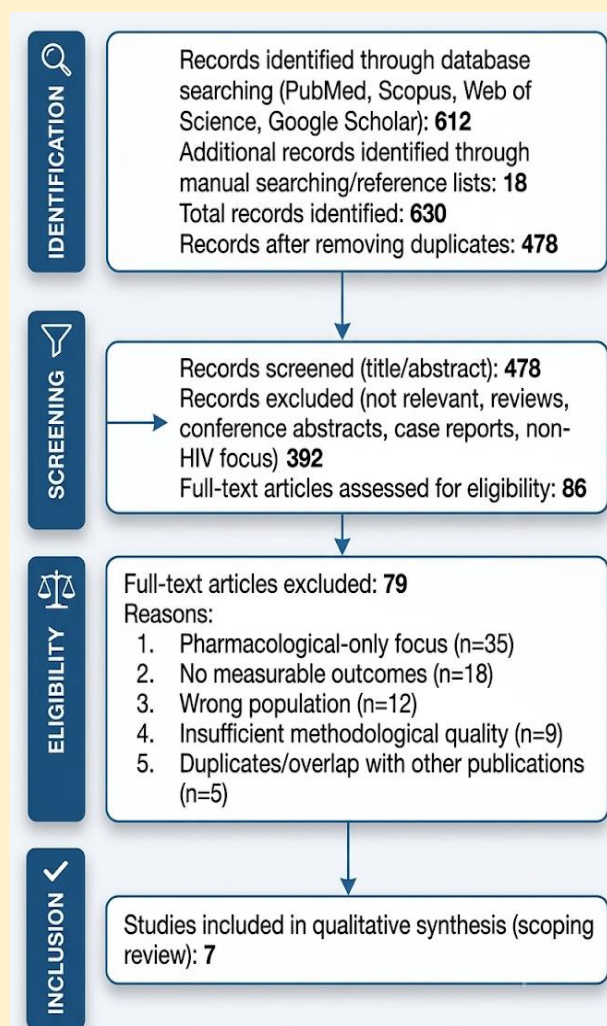 IDENTIFICATION
Records identified through database
searching (PubMed, Scopus, Web of
Science, Google Scholar): 612
Additional records identified through
manual searching/reference lists: 18
Total records identified: 630
Records after removing duplicates: 478
SCREENING
Records screened (title/abstract): 478
Records excluded (not relevant, reviews,
conference abstracts, case reports, non-
HIV focus) 392
Full-text articles assessed for eligibility: 86
ELIGIBILITY
Full-text articles excluded: 79
Reasons:
1. Pharmacological-only focus (n=35)
2. No measurable outcomes (n=18)
3. Wrong population (n=12)
4. Insufficient methodological quality (n=9)
5. Duplicates/overlap with other publications
(n=5)
INCLUSION
Studies included in qualitative synthesis (scoping
review): 7